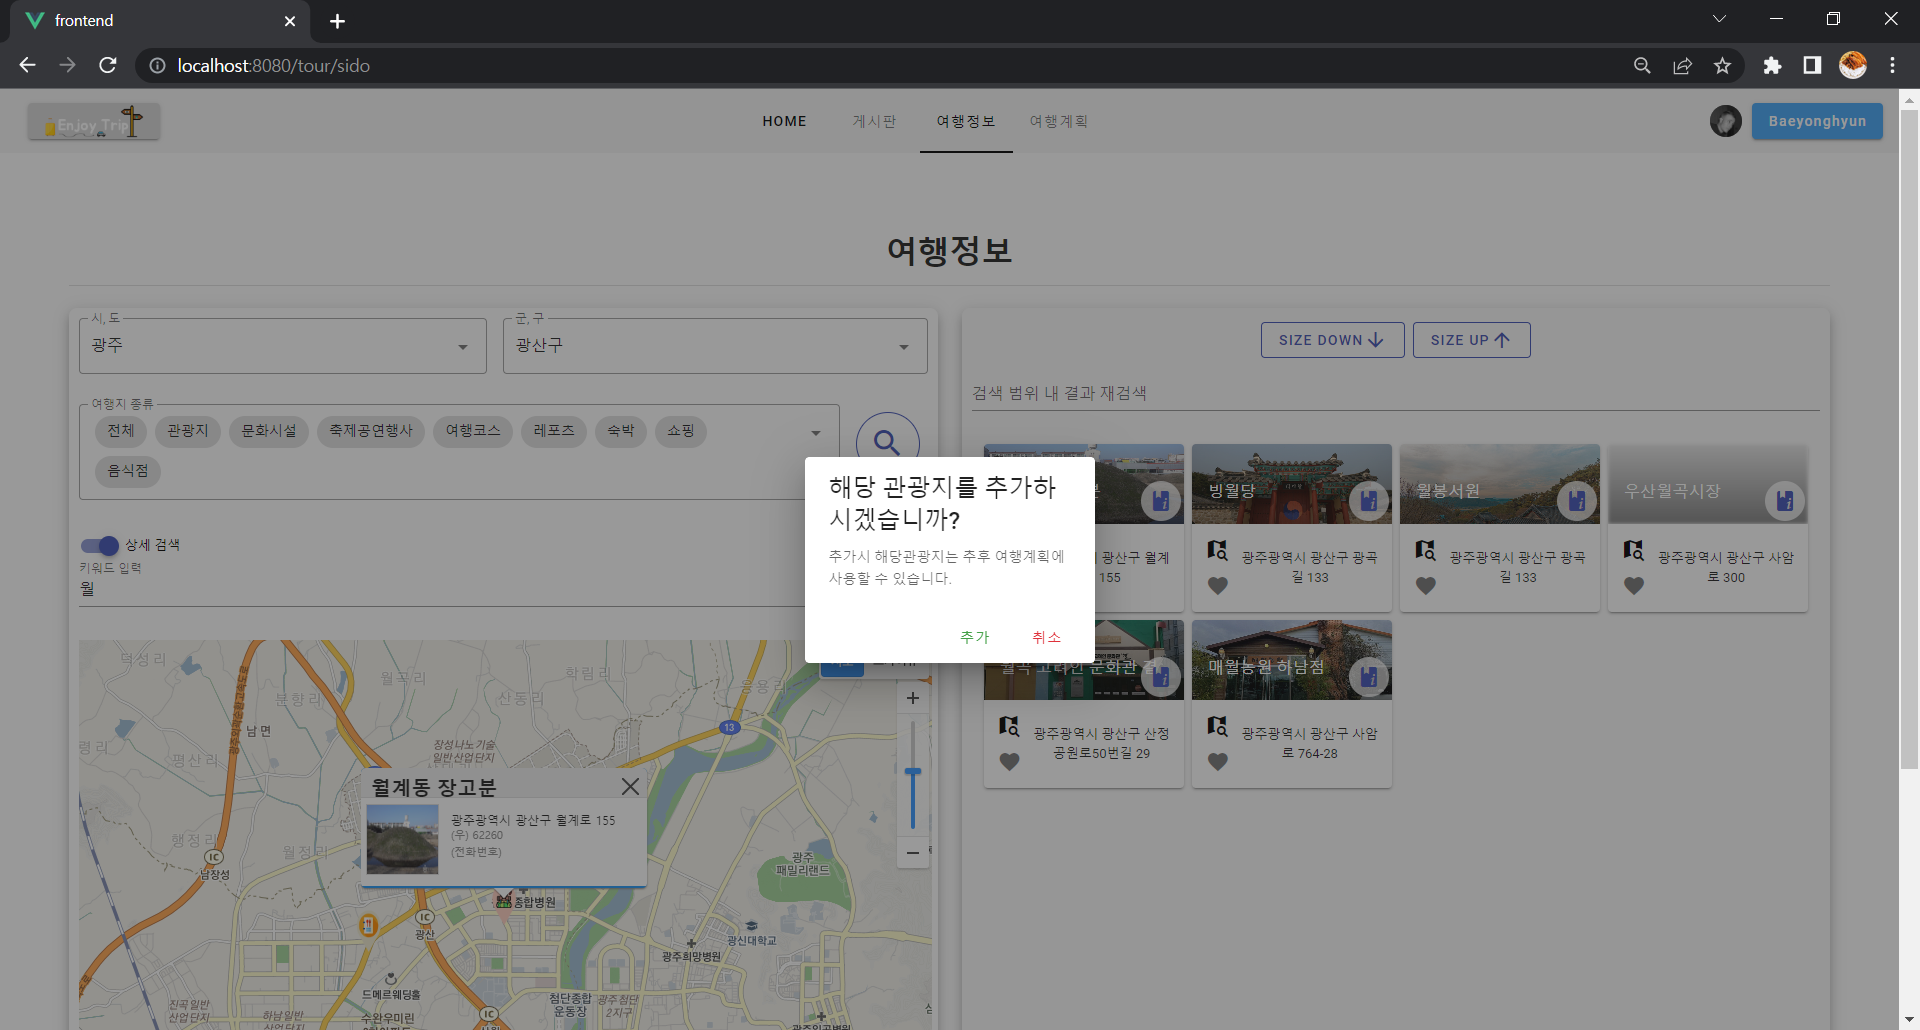 frontend
localhost:8080/tour/sido
Enjoy Trip
HOME
게시판
여행정보
여행계획
Baeyonghyun
여행정보
시, 도
광주
군, 구
광산구
여행지 종류
전체
관광지
문화시설
축제공연행사
여행코스
레포츠
숙박
쇼핑
음식점
상세 검색
키워드 입력
월
해당 관광지를 추가하
시겠습니까?
추가시 해당관광지는 추후 여행계획에
사용할 수 있습니다.
추가
취소
SIZE DOWN
SIZE UP
검색 범위 내 결과 재검색
광산구 월계
155
빙월당
광주광역시 광산구 광곡
길 133
월봉서원
광주광역시 광산구 광곡
길 133
우산월곡시장
광주광역시 광산구 사암
로 300
월곡 고려인 문화관
광주광역시 광산구 산정
공원로50번길 29
매월농원 하남점
광주광역시 광산구 사암
로 764-28
덕성리
월곡리
학림리
분향리
산동리
응용리
남면
13
평산리
장성나노기술
일반산업단지
월계동 장고분
광주광역시 광산구 월계로 155
(우) 62260
(전화번호)
행정리
월정리
IC
남장성
광주
패밀리랜드
종합병원
IC
광산
광신대학교
광주희망병원
드메르웨딩홀
진곡일반
산업단지
하남일반
수완우미린
첨단종합
운동장
광주첨단
2지구
IC